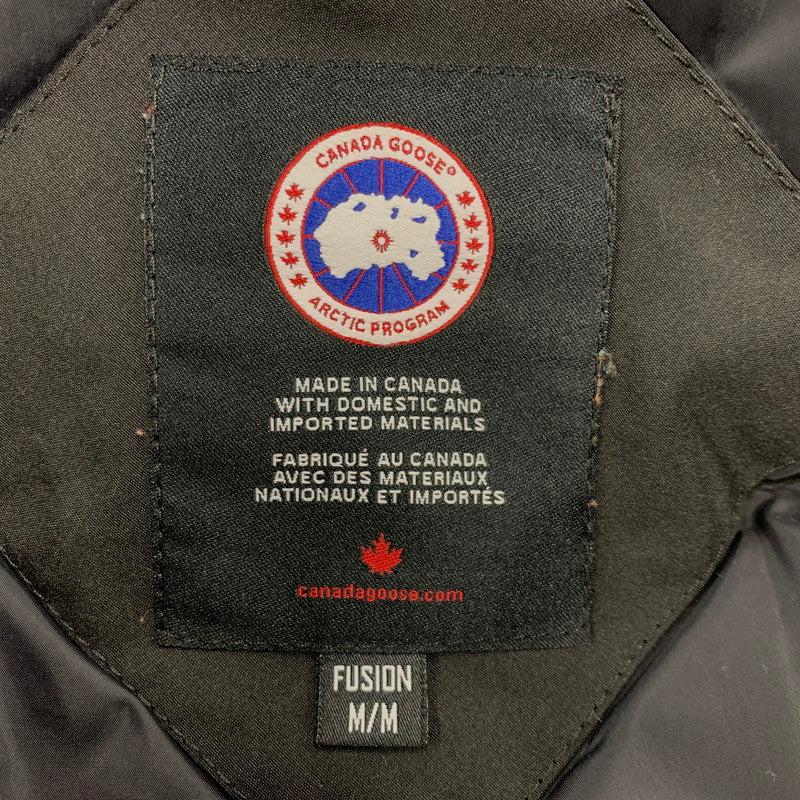 CANADA GOOSE®
ARCTIC PROGRAM
MADE IN CANADA
WITH DOMESTIC AND
IMPORTED MATERIALS
FABRIQUÉ AU CANADA
AVEC DES MATERIAUX
NATIONAUX ET IMPORTÉS
canadagoose.com
FUSION
M/M